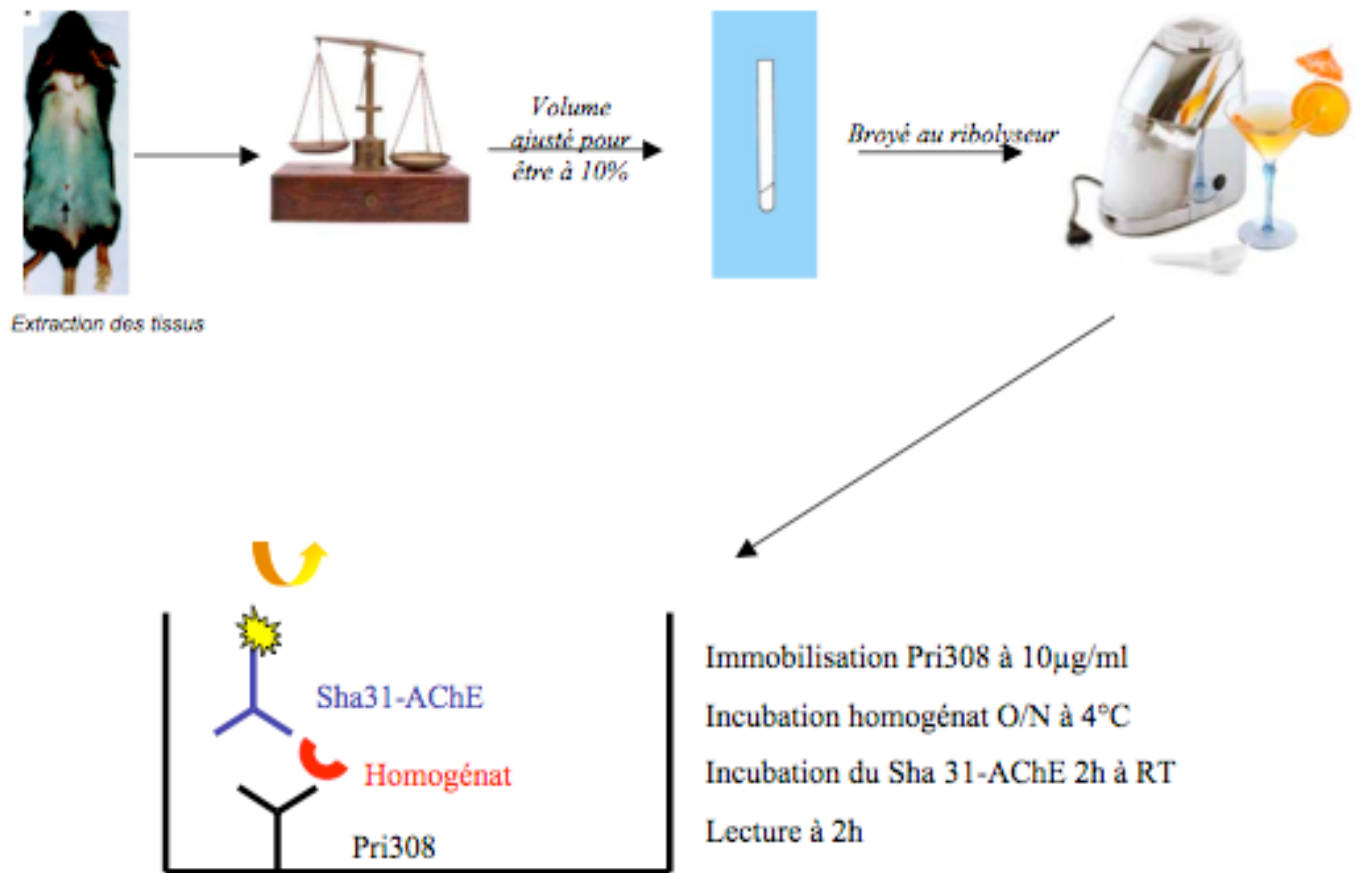 Volume
ajusté pour
être à 10%
Broyé au ribolyseur
Extraction des tissus
Sha31-AChE
Homogénat
Pri308
Immobilisation Pri308 à 10µg/ml
Incubation homogénat O/N à 4°C
Incubation du Sha 31-AChE 2h à RT
Lecture à 2h